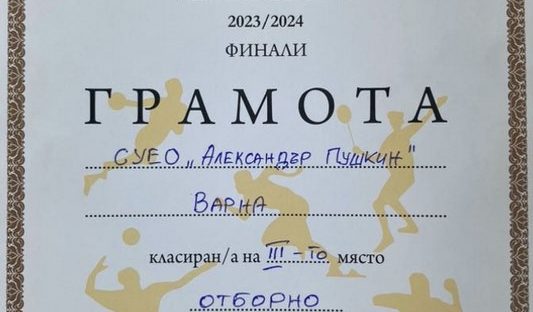 2023/2024
ФИНАЛИ
ГРАМОТА
СУЕО „Александър Пушкин"
Варна
класиран/а на III-то място
ОТБОРНО